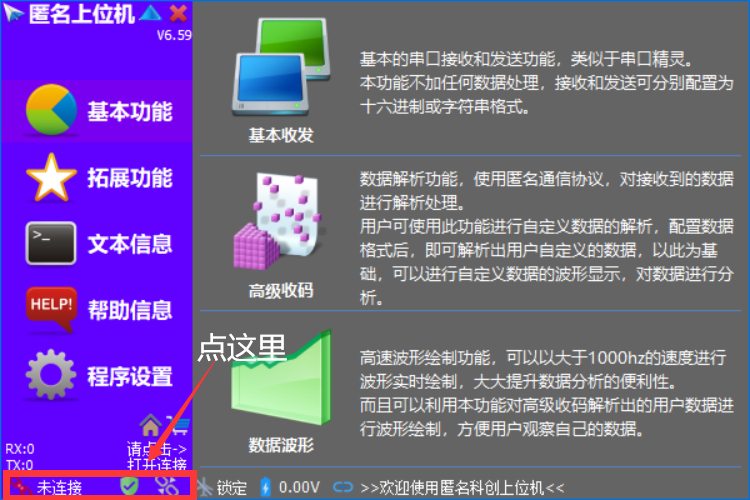 匿名上位机
V6.59
基本功能
拓展功能
文本信息
HELP!
帮助信息
程序设置
RX:0
TX:0
请点击->
打开连接
未连接
基本收发
基本的串口接收和发送功能，类似于串口精灵。
本功能不加任何数据处理，接收和发送可分别配置为
十六进制或字符串格式。
高级收码
数据解析功能，使用匿名通信协议，对接收到的数据
进行解析处理。
用户可使用此功能进行自定义数据的解析，配置数据
格式后，即可解析出用户自定义的数据，以此为基
础，可以进行自定义数据的波形显示，对数据进行分
析。
点这里
数据波形
高速波形绘制功能，可以以大于1000hz的速度进行
波形实时绘制，大大提升数据分析的便利性。
而且可以利用本功能对高级收码解析出的用户数据进
行波形绘制，方便用户观察自己的数据。
锁定
0.00V
>>欢迎使用匿名科创上位机<<